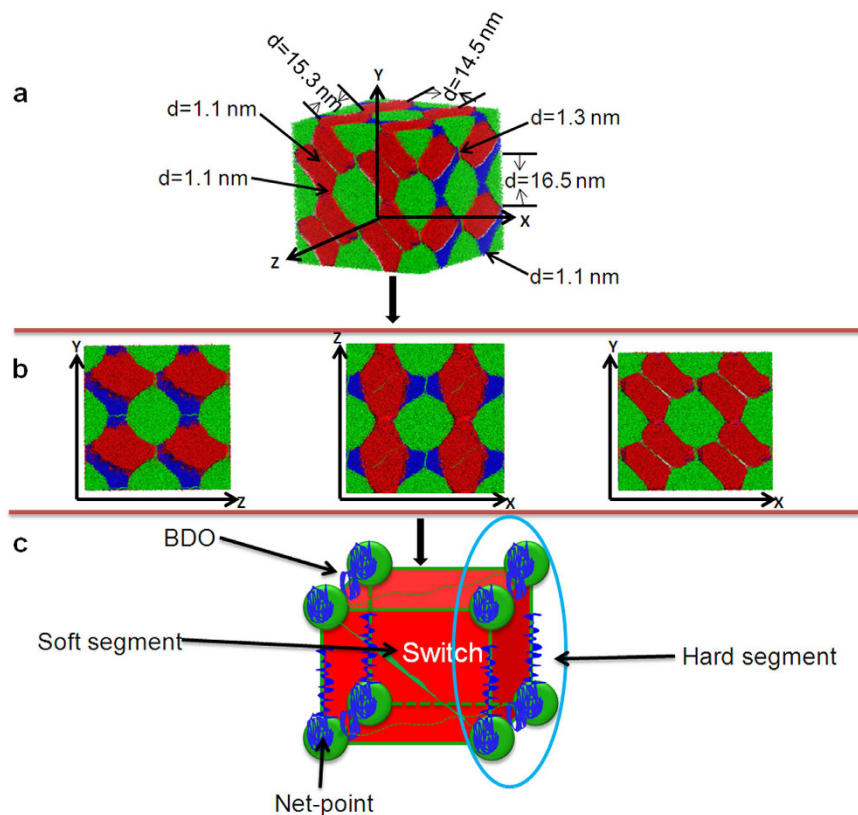 a
d=15.3 nm
Y
d=14.5 nm
d=1.1 nm
d=1.3 nm
d=1.1 nm
d=16.5 nm
X
Z
d=1.1 nm
b
Y
Z
Z
X
Y
X
c
BDO
Soft segment
Switch
Hard segment
Net-point